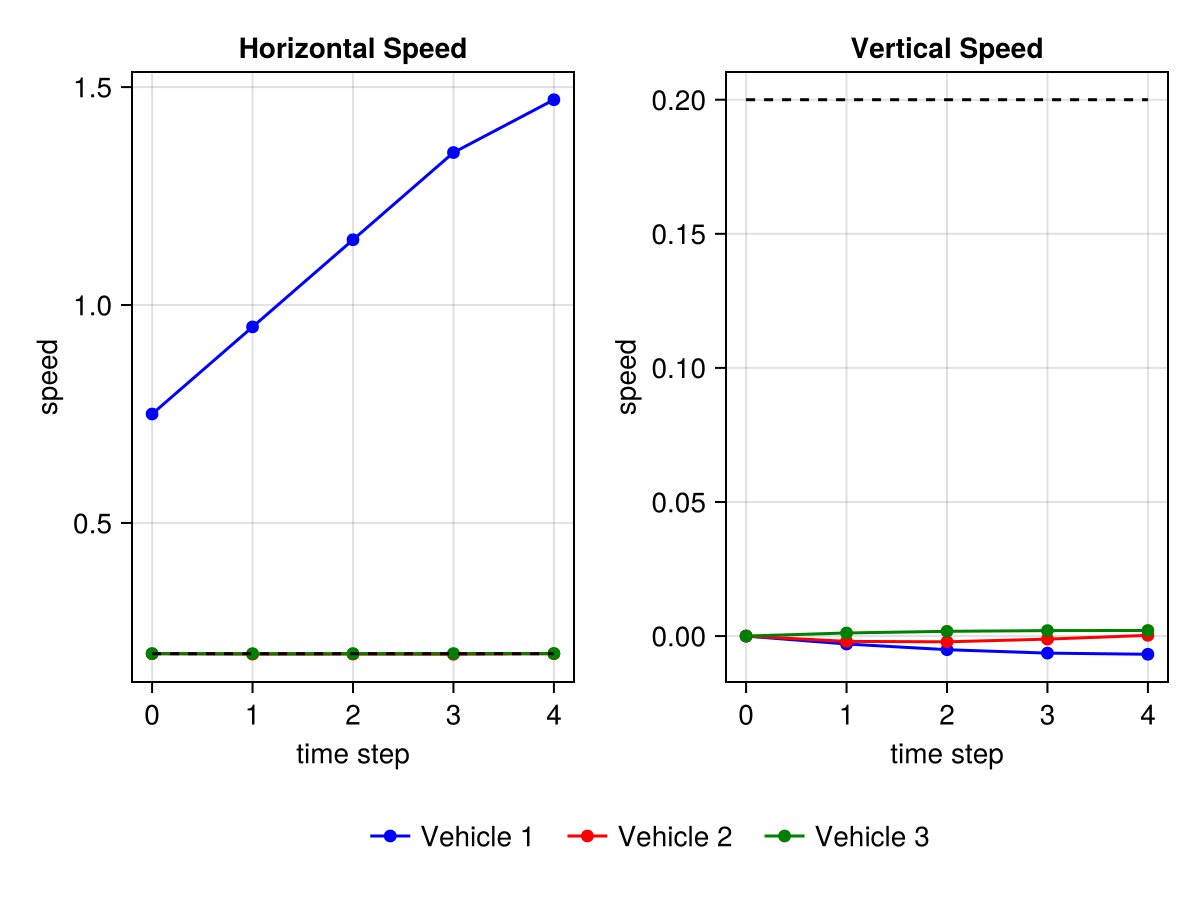 Horizontal Speed
1.5
1.0
0.5
speed
0 1 2 3 4
time step
Vertical Speed
0.20
0.15
0.10
0.05
0.00
speed
0 1 2 3 4
time step
Vehicle 1 Vehicle 2 Vehicle 3